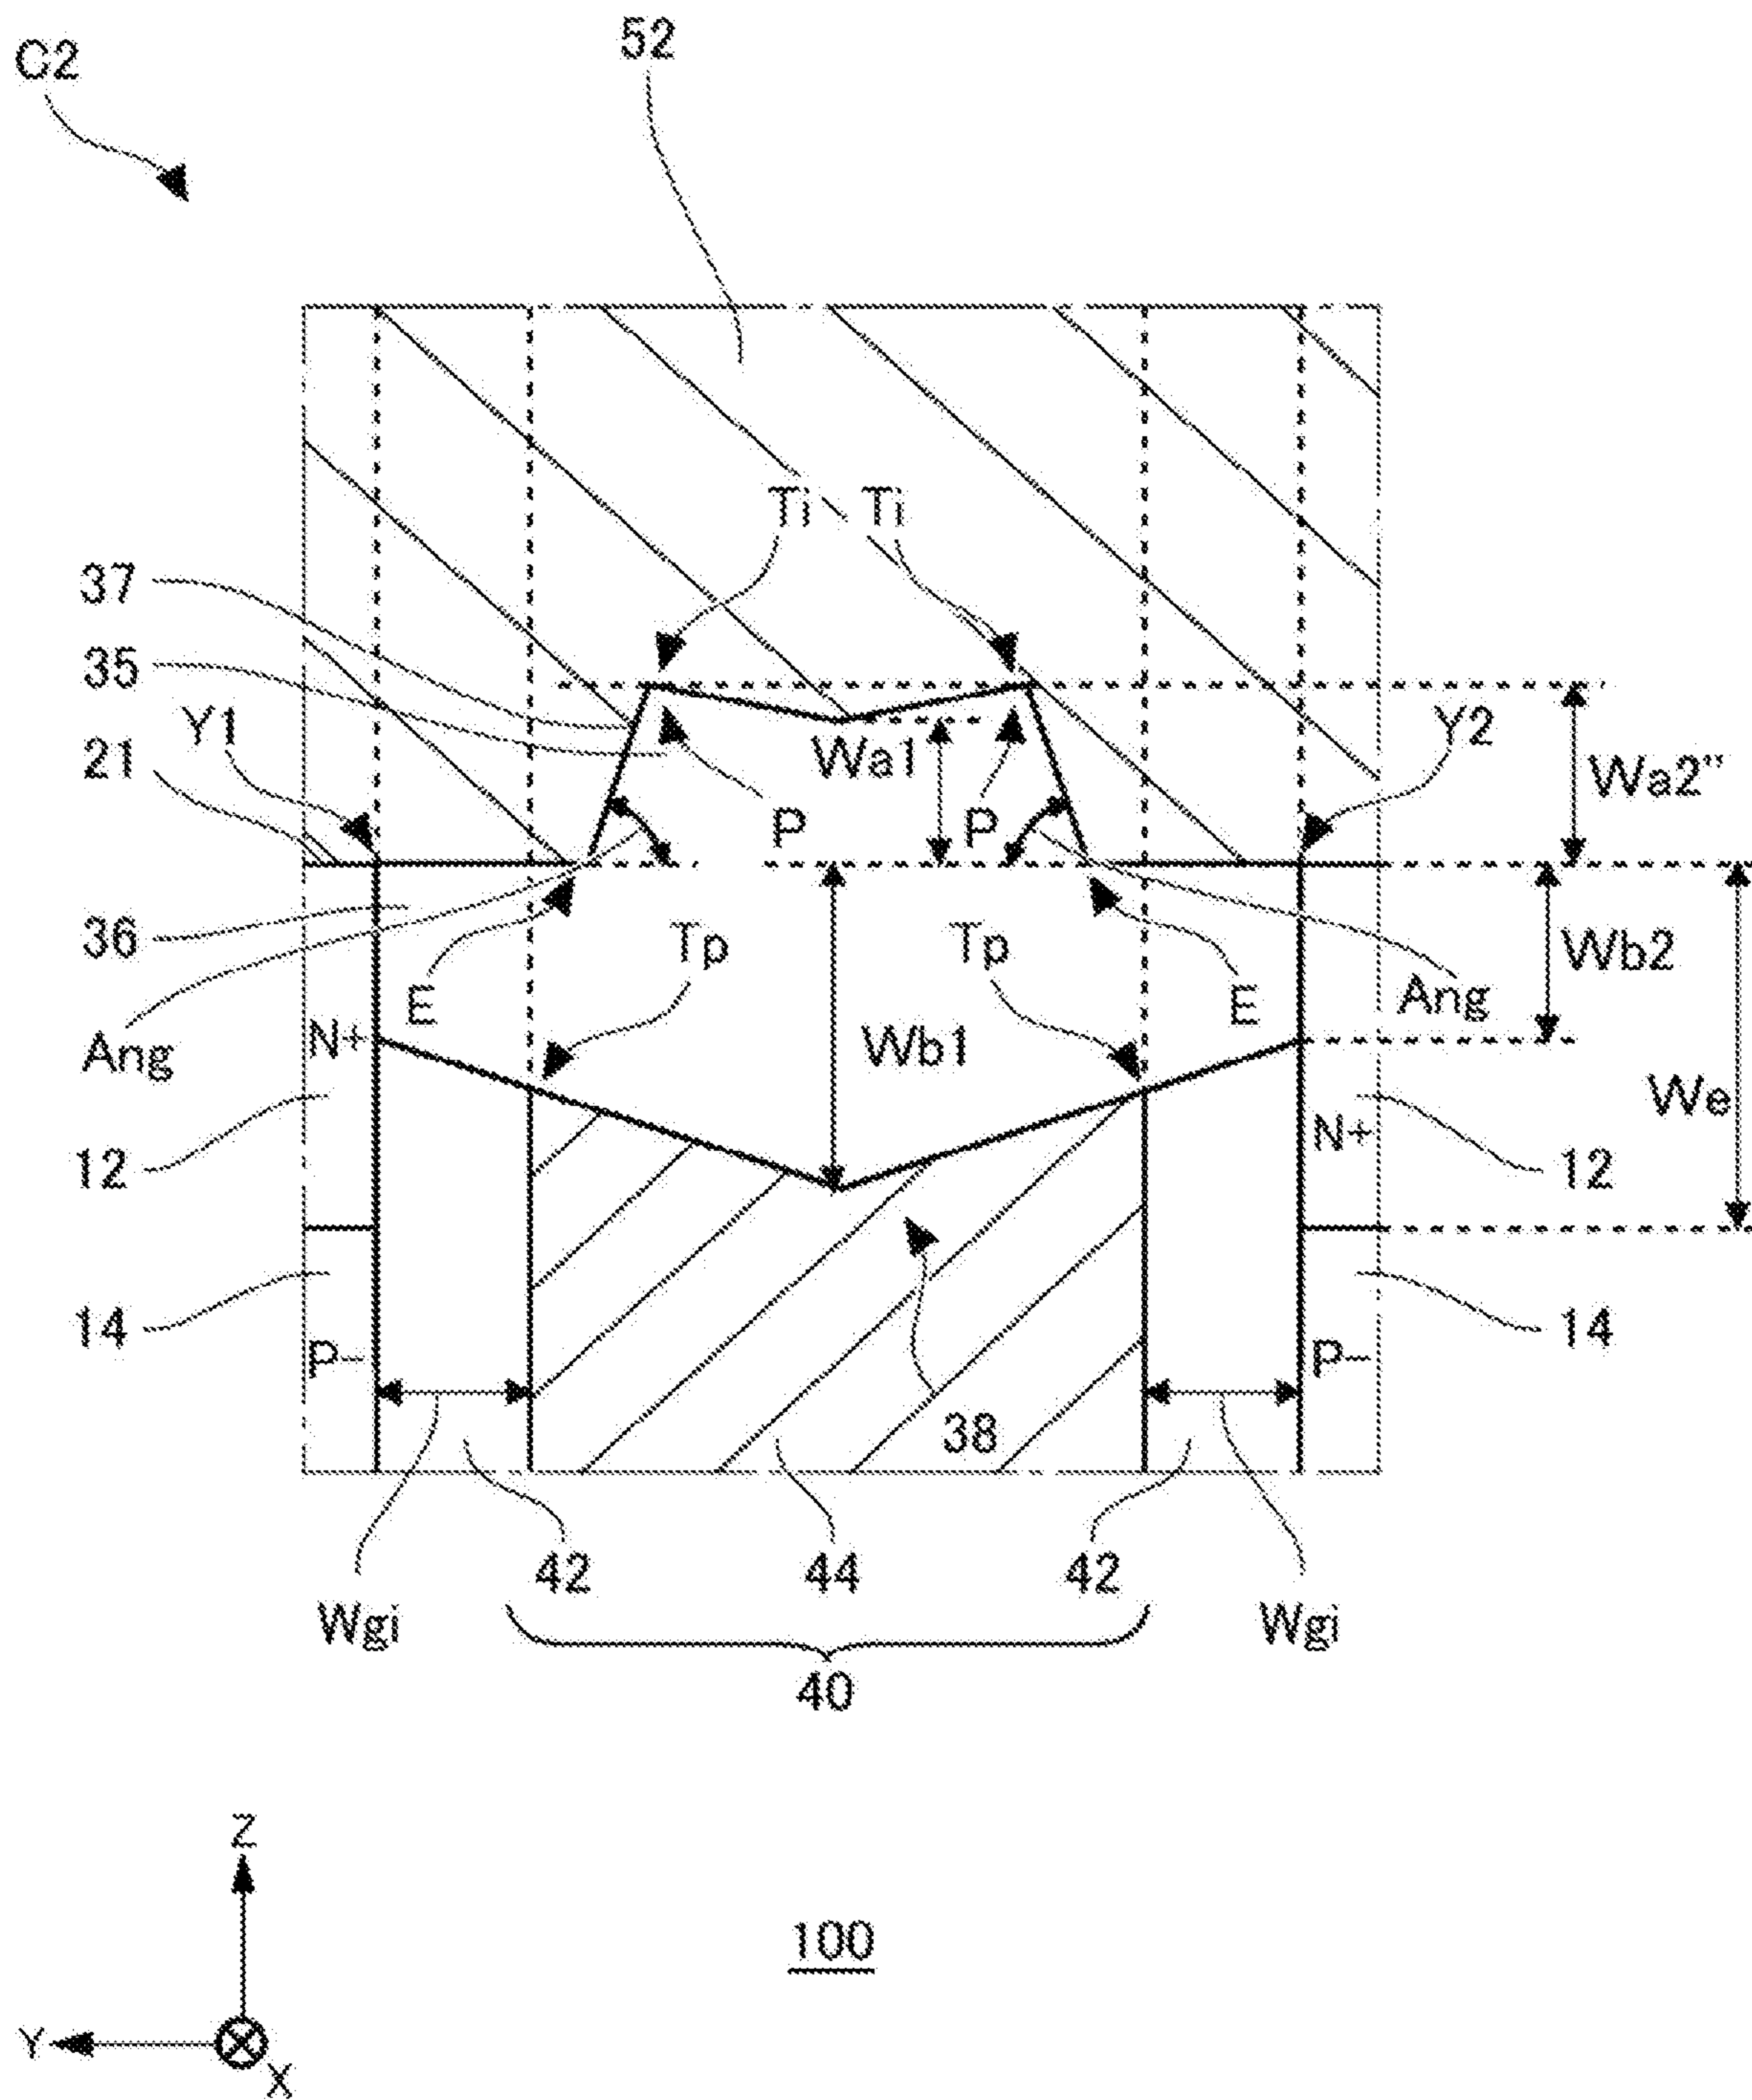 C2
52
Ti Ti
37
35
Y1
21
Wa1
P P
Y2
Wa2"
36
E
Tp Tp
E
Ang
Wb2
Ang
N+
Wb1
We
12
N+
12
14
P-
14
P-
38
Wgi
42
44
42
Wgi
40
Z
Y
X
100